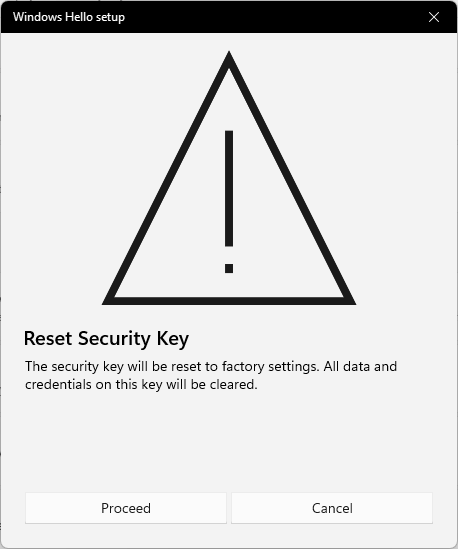 Windows Hello setup
Reset Security Key
The security key will be reset to factory settings. All data and
credentials on this key will be cleared.
Proceed
Cancel